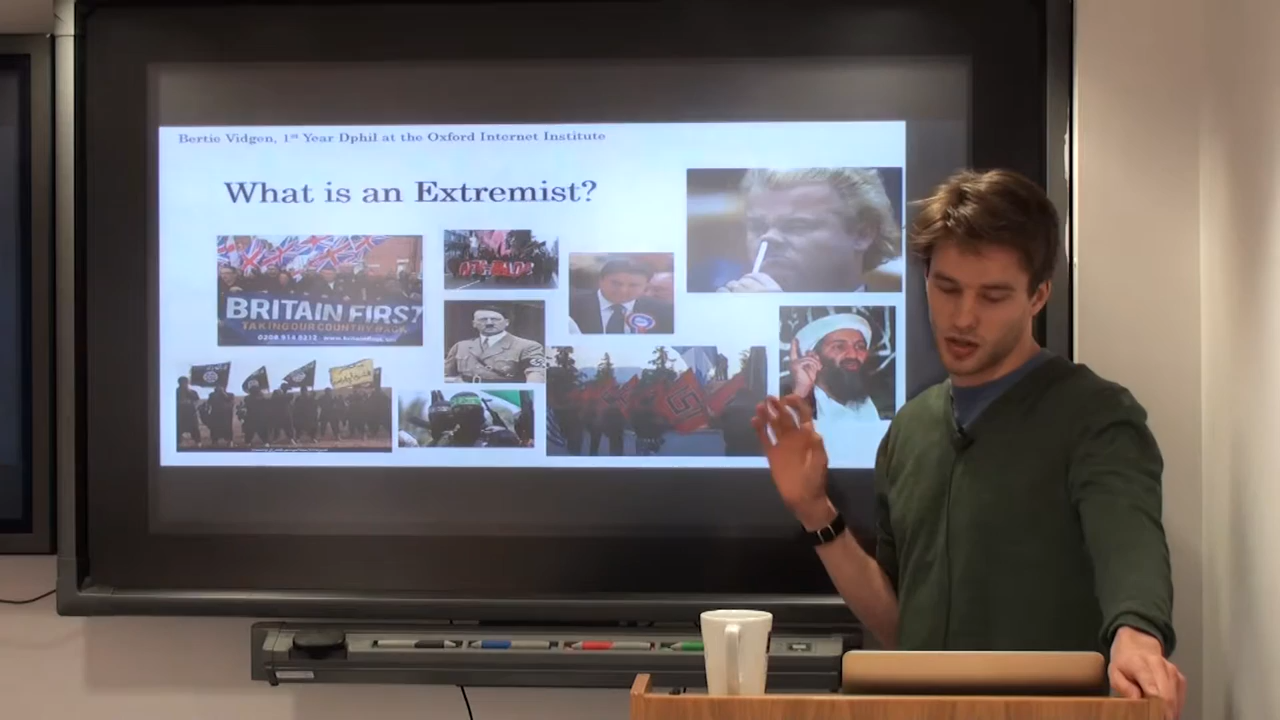 Bertie Vidgen, 1st Year Dphil at the Oxford Internet Institute
What is an Extremist?
BRITAIN FIRST
TAKING OUR COUNTRY BACK